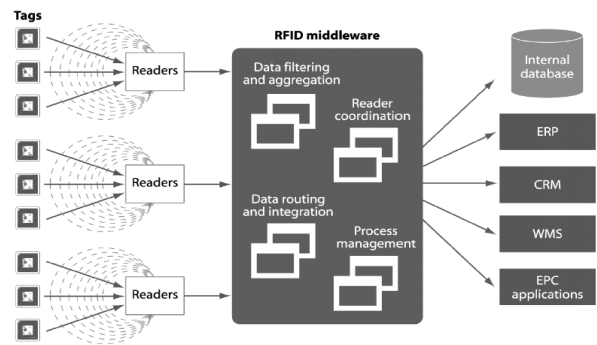 Tags
Readers
Readers
Readers
RFID middleware
Data filtering
and aggregation
Reader
coordination
Data routing
and integration
Process
management
Internal
database
ERP
CRM
WMS
EPC
applications